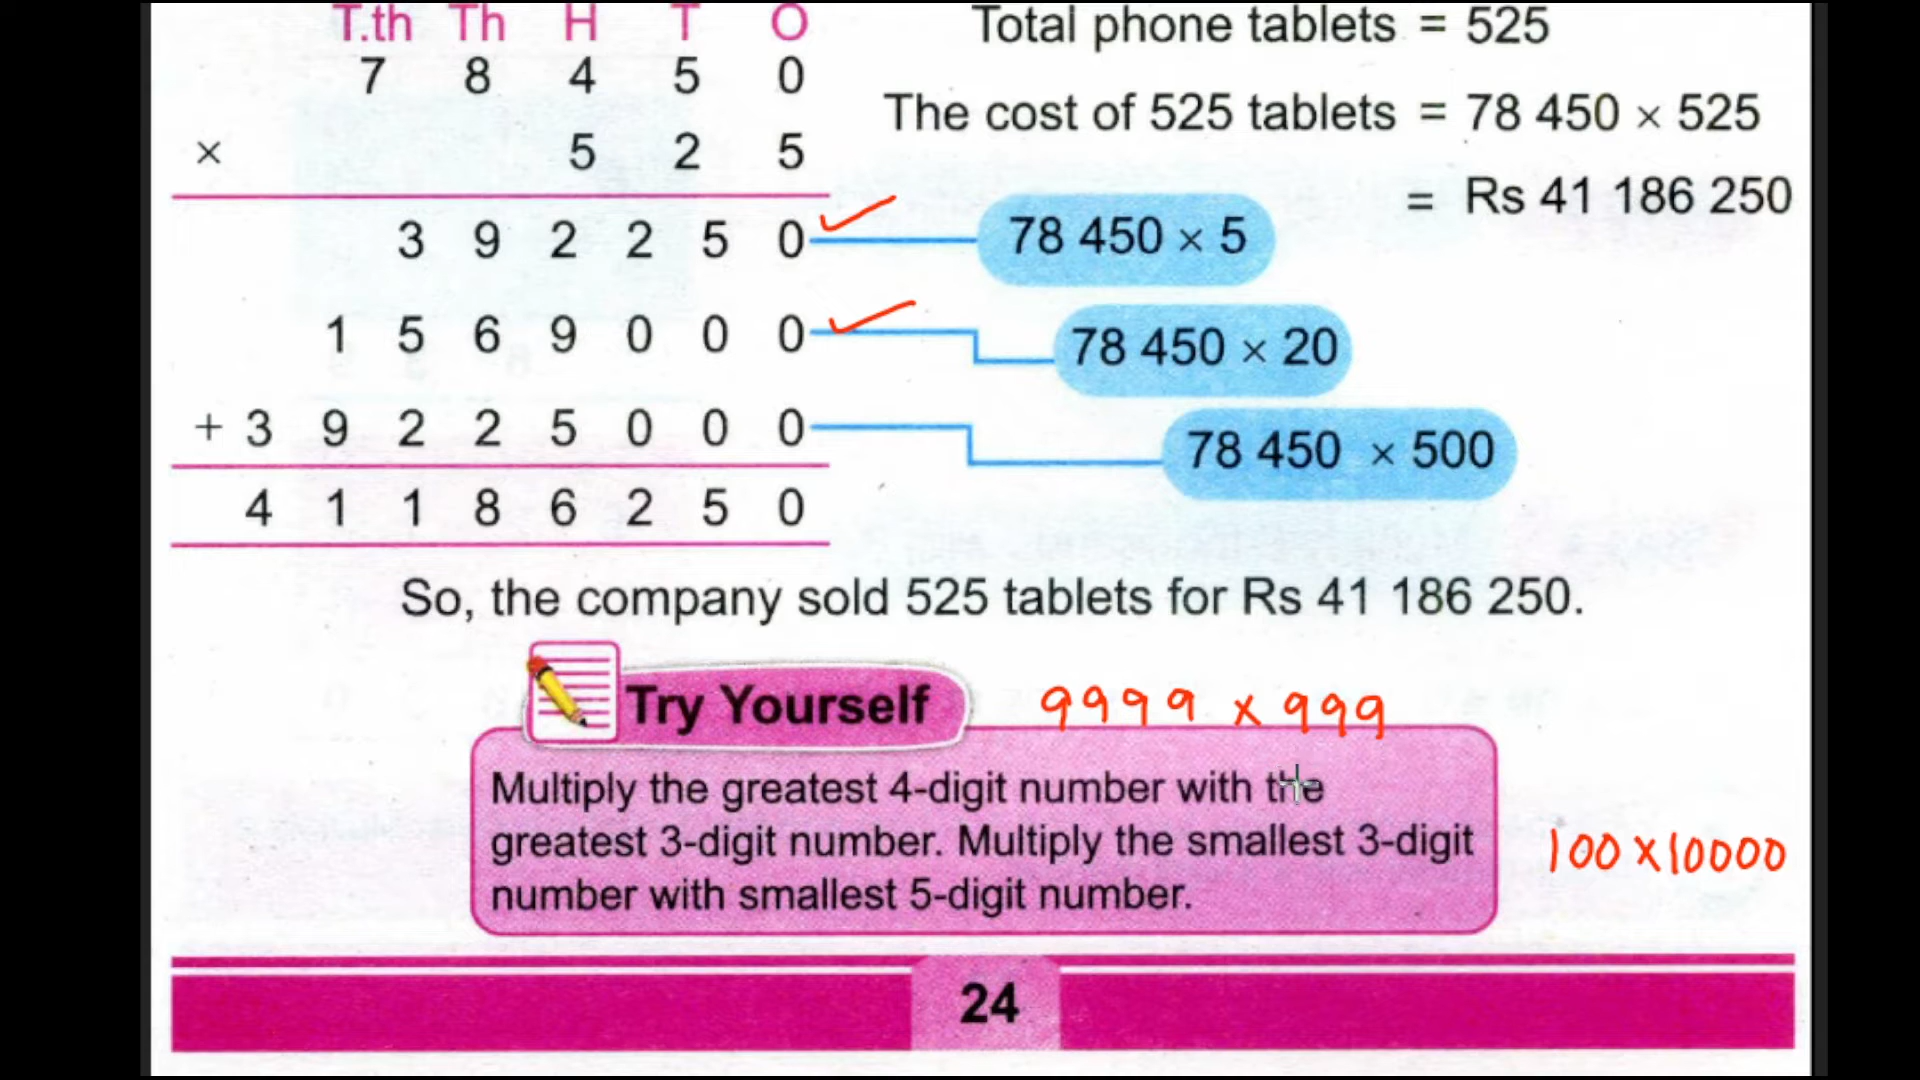 T.th Th H T O
7 8 4 5 0
× 5 2 5
3 9 2 2 5 0
1 5 6 9 0 0 0
+ 3 9 2 2 5 0 0 0
4 1 1 8 6 2 5 0
Total phone tablets = 525
The cost of 525 tablets = 78 450 × 525
= Rs 41 186 250
78 450 × 5
78 450 × 20
78 450 × 500
So, the company sold 525 tablets for Rs 41 186 250.
Try Yourself
9999 × 999
Multiply the greatest 4-digit number with the
greatest 3-digit number. Multiply the smallest 3-digit
number with smallest 5-digit number.
100×10000
24